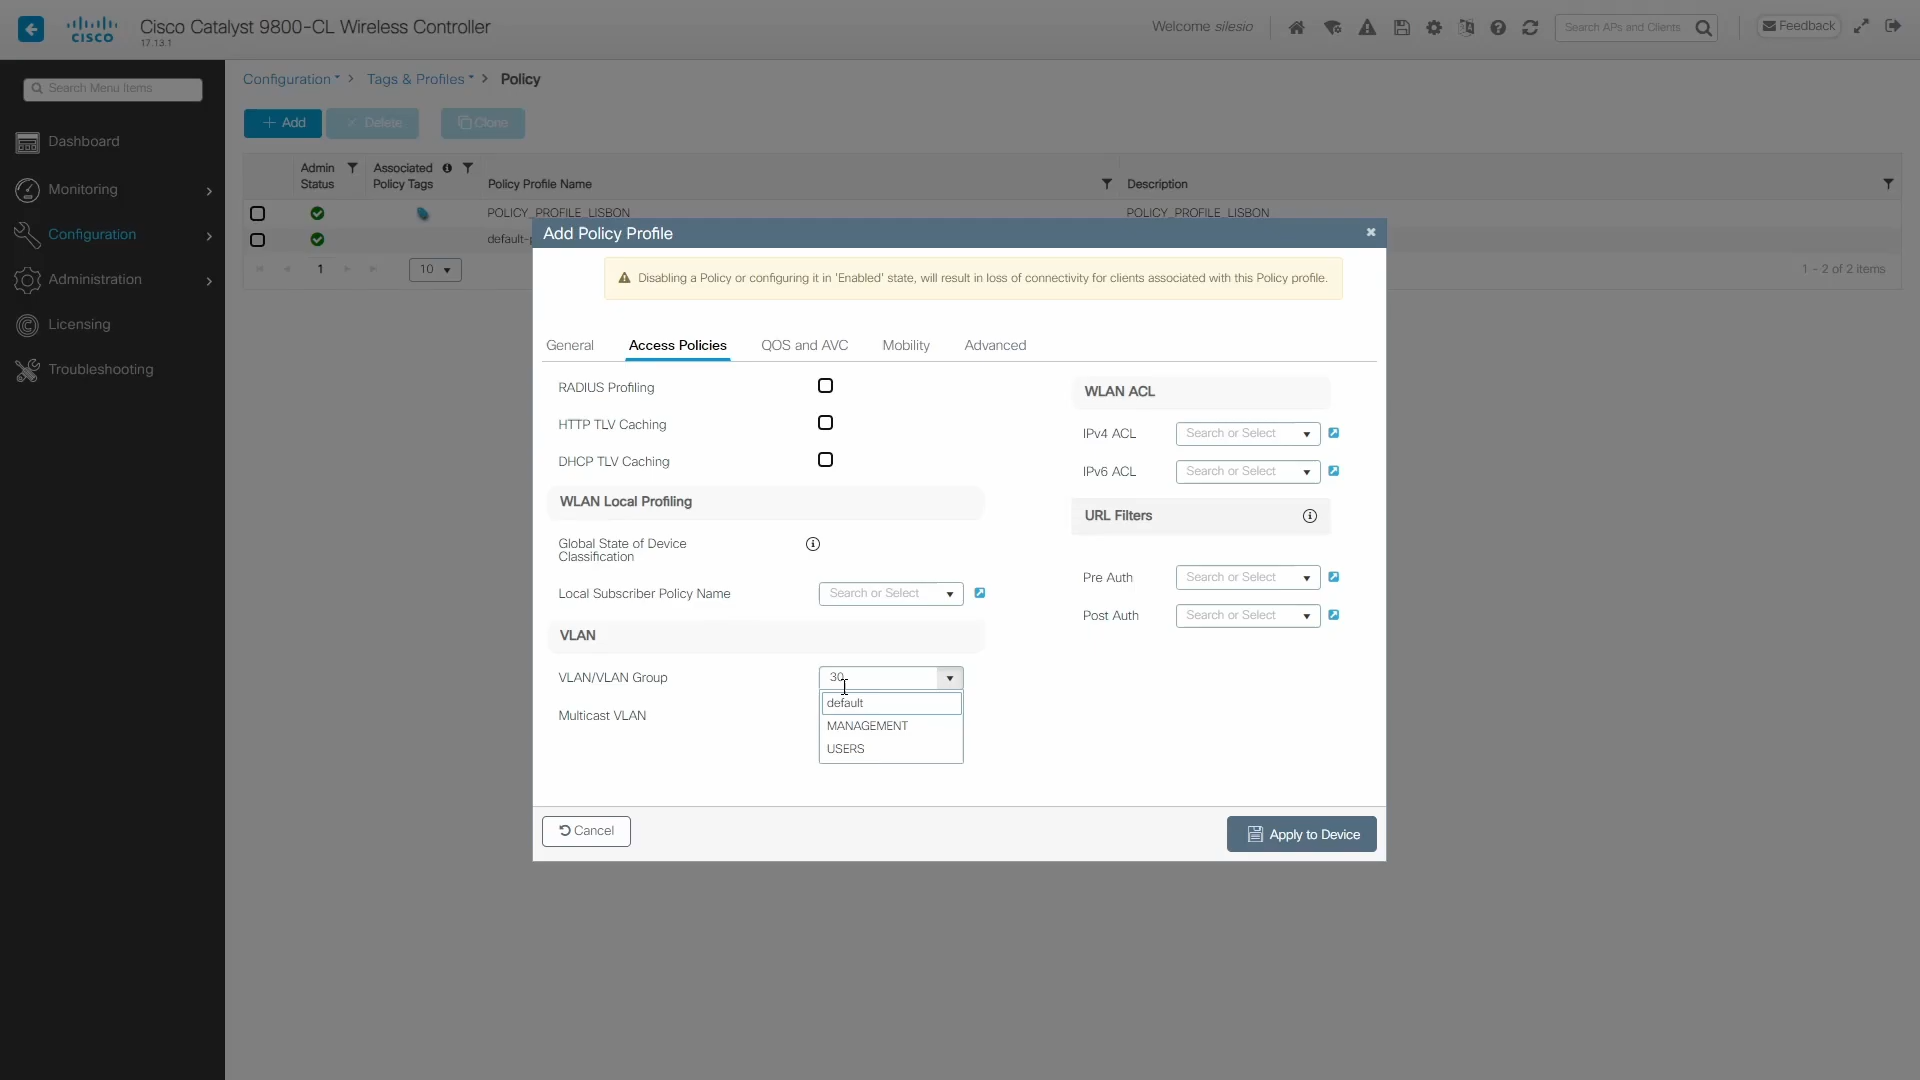 CISCO
Cisco Catalyst 9800-CL Wireless Controller
17.13.1
Welcome silesio
Search APs and Clients
Feedback
Search Menu Items
Dashboard
Monitoring
Configuration
Administration
Licensing
Troubleshooting
Configuration > Tags & Profiles > Policy
+ Add
× Delete
Clone
Admin Status
Associated Policy Tags
Policy Profile Name
Description
POLICY_PROFILE_LISBON
POLICY_PROFILE_LISBON
default-p
1
10
1 - 2 of 2 items
Add Policy Profile
Disabling a Policy or configuring it in 'Enabled' state, will result in loss of connectivity for clients associated with this Policy profile.
General
Access Policies
QOS and AVC
Mobility
Advanced
RADIUS Profiling
HTTP TLV Caching
DHCP TLV Caching
WLAN Local Profiling
Global State of Device
Classification
Local Subscriber Policy Name
Search or Select
VLAN
VLAN/VLAN Group
30
default
MANAGEMENT
USERS
Multicast VLAN
WLAN ACL
IPv4 ACL
Search or Select
IPv6 ACL
Search or Select
URL Filters
Pre Auth
Search or Select
Post Auth
Search or Select
Cancel
Apply to Device